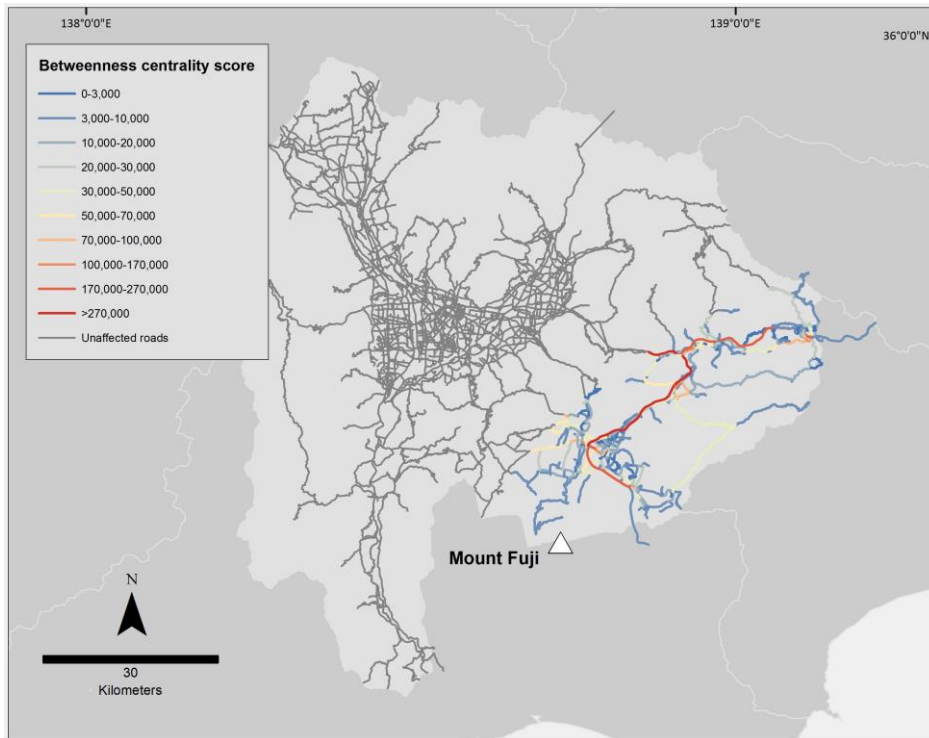 138°0'0"E
139°0'0"E
36°0'0"N
Betweenness centrality score
0-3,000
3,000-10,000
10,000-20,000
20,000-30,000
30,000-50,000
50,000-70,000
70,000-100,000
100,000-170,000
170,000-270,000
>270,000
Unaffected roads
Mount Fuji
N
30
Kilometers